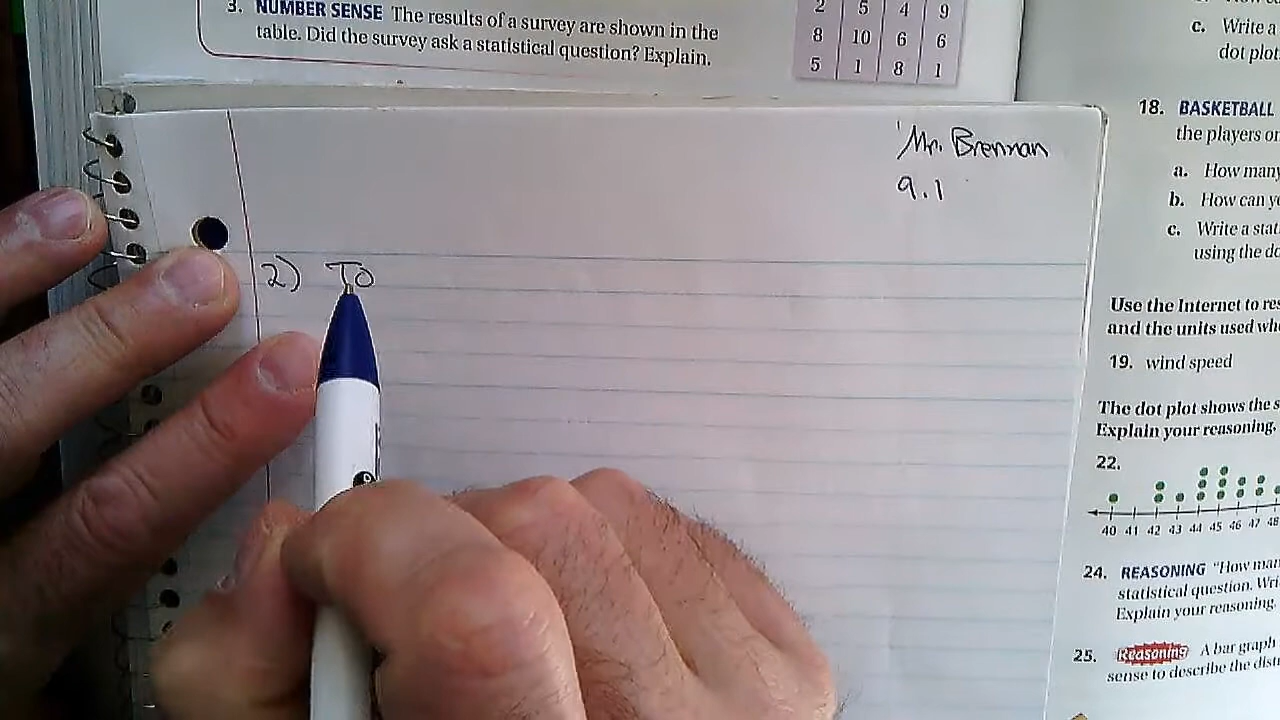 3. NUMBER SENSE The results of a survey are shown in the
table. Did the survey ask a statistical question? Explain.
2 5 4 9
8 10 6 6
5 1 8 1
Mr. Brennan
9.1
2) TO
c. Write a
dot plot.
18. BASKETBALL
the players on
a. How many
b. How can
c. Write a stat
using the do
Use the Internet to res
and the units used
19. wind speed
The dot plot shows the s
Explain your reasoning.
22.
40 41 42 43 44 45 46 47 48
24. REASONING "How man
statistical question. Wri
Explain your reasoning.
25. Reasoning A bar graph
sense to describe the